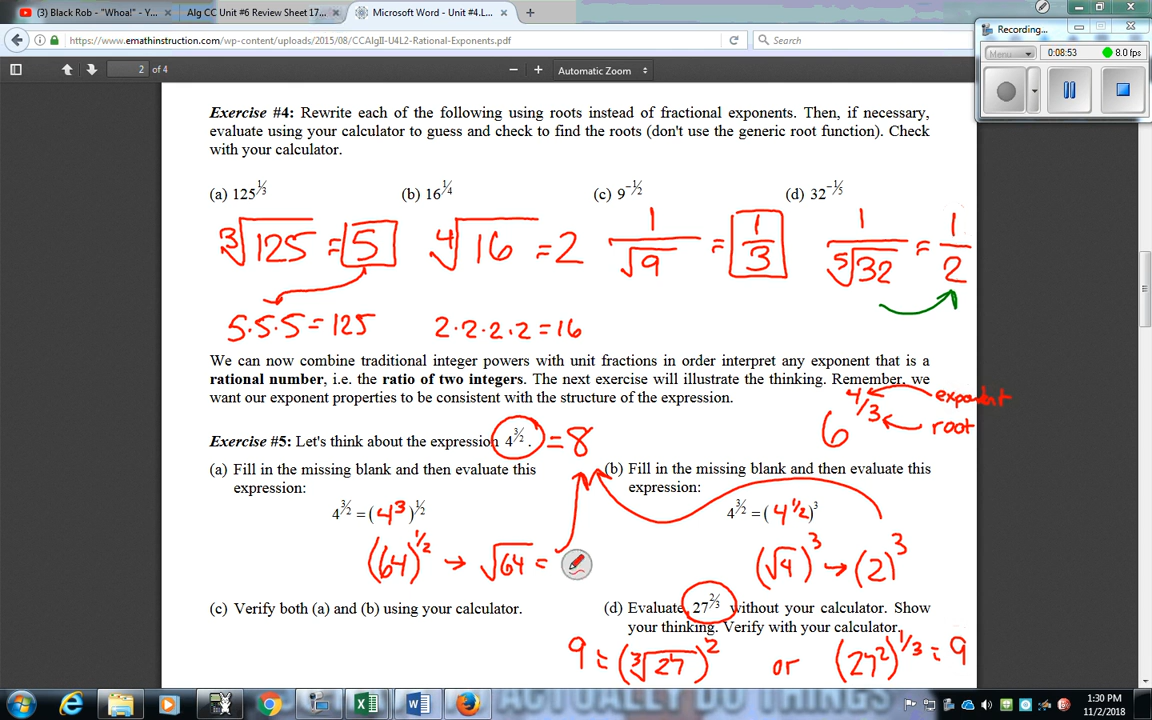 (3) Black Rob - "Whoa!" - Y... × Alg CC Unit #6 Review Sheet 17... × Microsoft Word - Unit #4.L... × +
https://www.emathinstruction.com/wp-content/uploads/2015/08/CCAlgII-U4L2-Rational-Exponents.pdf Search
2 of 4 − + Automatic Zoom
Recording...
Menu 0:08:53 8.0 fps
Exercise #4: Rewrite each of the following using roots instead of fractional exponents. Then, if necessary,
evaluate using your calculator to guess and check to find the roots (don't use the generic root function). Check
with your calculator.
(a) 125^(1/3) (b) 16^(1/4) (c) 9^(-1/2) (d) 32^(-1/5)
∛125 = 5 ∜16 = 2 1/√9 = 1/3 1/⁵√32 = 1/2
5·5·5=125 2·2·2·2=16
We can now combine traditional integer powers with unit fractions in order interpret any exponent that is a
rational number, i.e. the ratio of two integers. The next exercise will illustrate the thinking. Remember, we
want our exponent properties to be consistent with the structure of the expression.
6^(4/3) exponent
root
Exercise #5: Let's think about the expression 4^(3/2). = 8
(a) Fill in the missing blank and then evaluate this
expression:
4^(3/2) = (4³)^(1/2)
(64)^(1/2) → √64 =
(b) Fill in the missing blank and then evaluate this
expression:
4^(3/2) = (4^(1/2))^3
(√4)³ → (2)³
(c) Verify both (a) and (b) using your calculator.
(d) Evaluate 27^(2/3) without your calculator. Show
your thinking. Verify with your calculator.
9 = (∛27)² or (27²)^(1/3) = 9
ACTUALLY DO THINGS
1:30 PM
11/2/2018